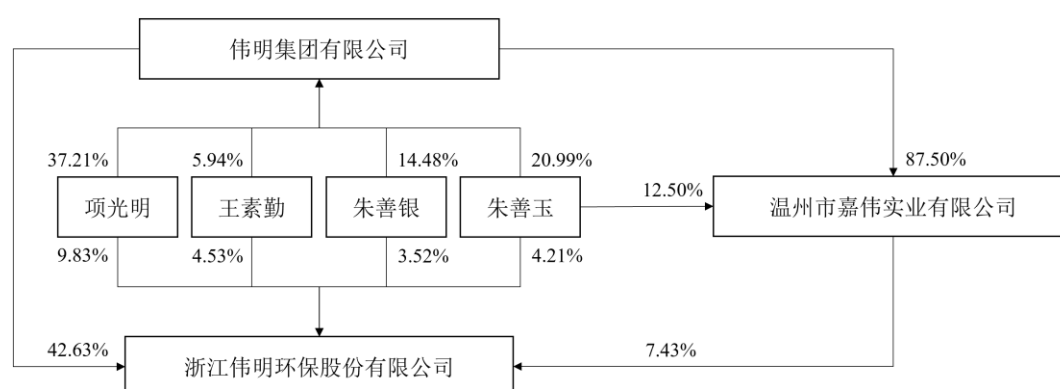 伟明集团有限公司
37.21%
5.94%
14.48%
20.99%
87.50%
12.50%
项光明
王素勤
朱善银
朱善玉
温州市嘉伟实业有限公司
9.83%
4.53%
3.52%
4.21%
42.63%
浙江伟明环保股份有限公司
7.43%